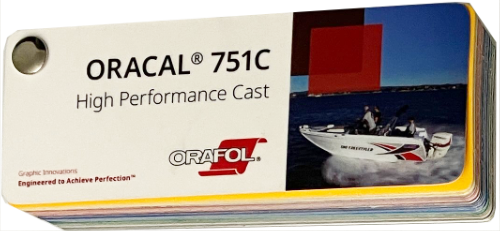 ORACAL® 751C
High Performance Cast
ORAFOL®
Graphic Innovations
Engineered to Achieve Perfection™